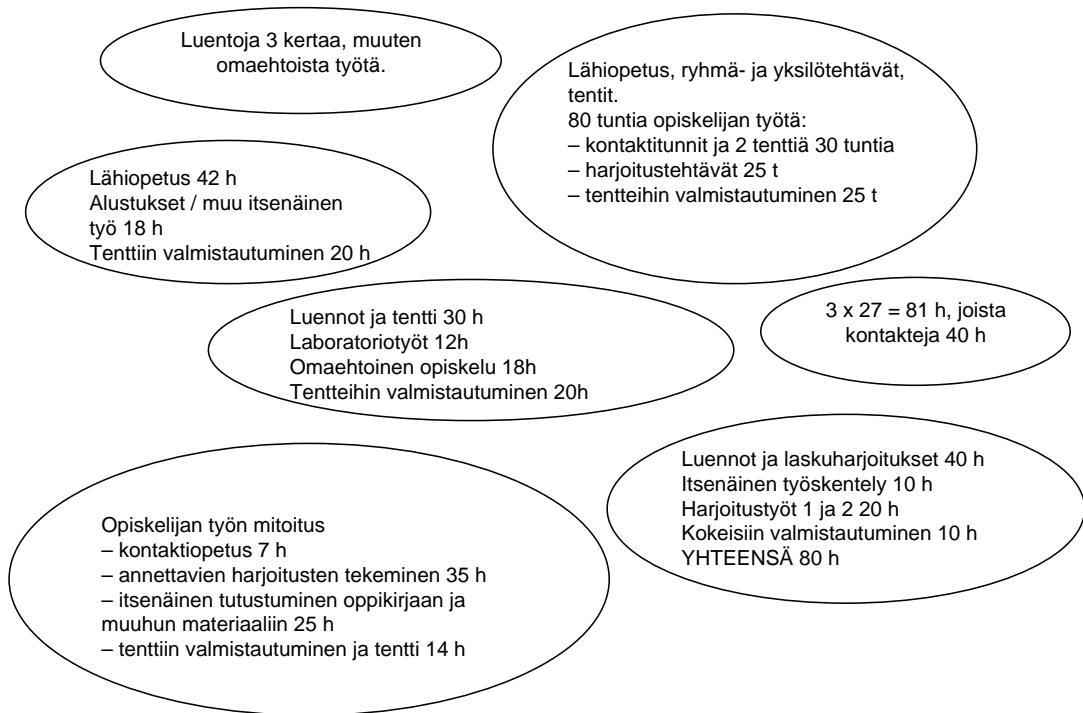 Luentoja 3 kertaa, muuten
omaehtoista työtä.
Lähiopetus, ryhmä- ja yksilötehtävät,
tentit.
80 tuntia opiskelijan työtä:
– kontaktitunnit ja 2 tenttiä 30 tuntia
– harjoitustehtävät 25 t
– tentteihin valmistautuminen 25 t
Lähiopetus 42 h
Alustukset / muu itsenäinen
työ 18 h
Tenttiin valmistautuminen 20 h
Luennot ja tentti 30 h
Laboratoriotyöt 12h
Omaehtoinen opiskelu 18h
Tentteihin valmistautuminen 20h
3 x 27 = 81 h, joista
kontakteja 40 h
Luennot ja laskuharjoitukset 40 h
Itsenäinen työskentely 10 h
Harjoitustyöt 1 ja 2 20 h
Kokeisiin valmistautuminen 10 h
YHTEENSÄ 80 h
Opiskelijan työn mitoitus
– kontaktiopetus 7 h
– annettavien harjoitusten tekeminen 35 h
– itsenäinen tutustuminen oppikirjaan ja
muuhun materiaaliin 25 h
– tenttiin valmistautuminen ja tentti 14 h